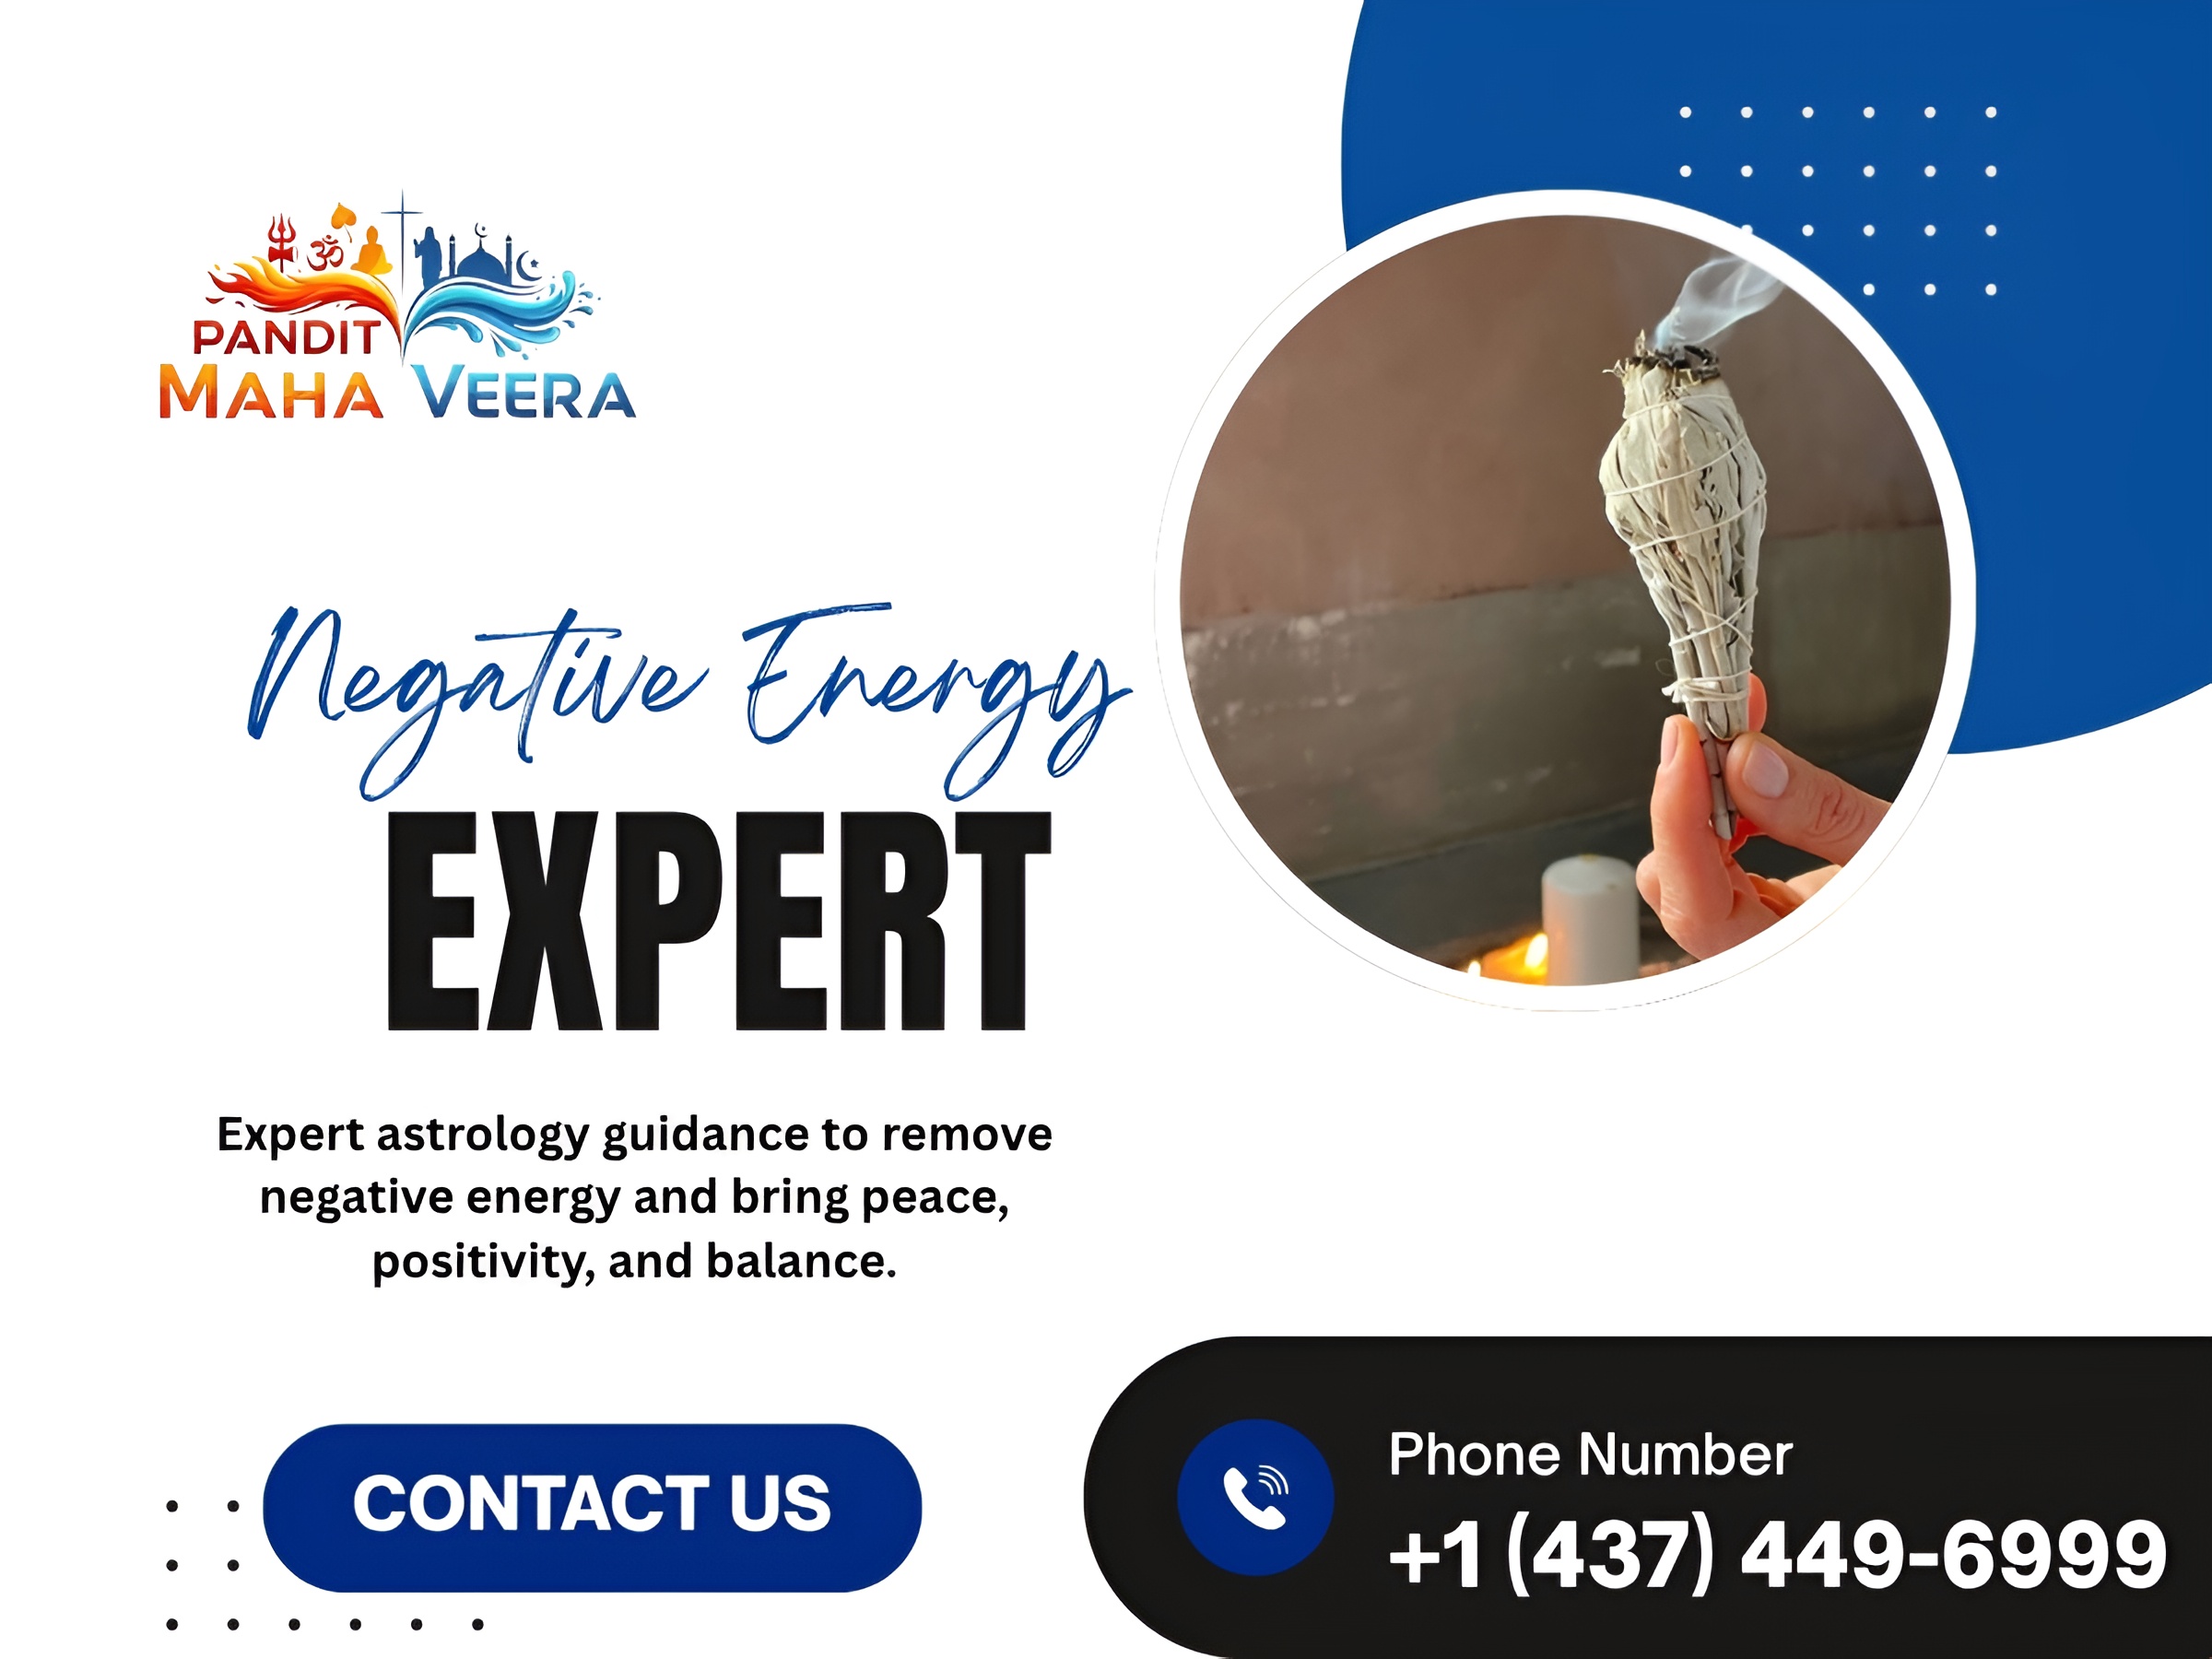 PANDIT
MAHA VEERA
Negative Energy
EXPERT
Expert astrology guidance to remove
negative energy and bring peace,
positivity, and balance.
CONTACT US
Phone Number
+1 (437) 449-6999